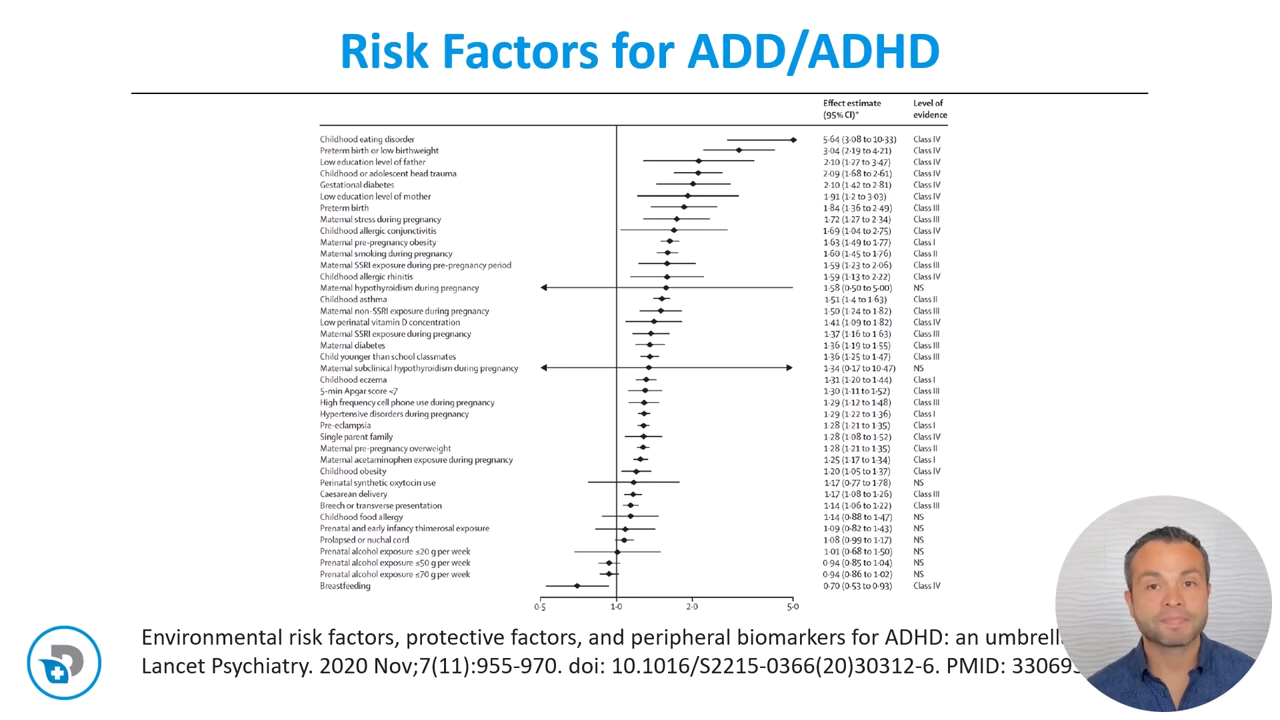 Risk Factors for ADD/ADHD
Effect estimate (95% CI)* Level of evidence
Childhood eating disorder 5·64 (3·08 to 10·33) Class IV
Preterm birth or low birthweight 3·04 (2·19 to 4·21) Class IV
Low education level of father 2·10 (1·27 to 3·47) Class IV
Childhood or adolescent head trauma 2·09 (1·68 to 2·61) Class IV
Gestational diabetes 2·10 (1·42 to 2·81) Class IV
Low education level of mother 1·91 (1·2 to 3·03) Class IV
Preterm birth 1·84 (1·36 to 2·49) Class III
Maternal stress during pregnancy 1·72 (1·27 to 2·34) Class III
Childhood allergic conjunctivitis 1·69 (1·04 to 2·75) Class IV
Maternal pre-pregnancy obesity 1·63 (1·49 to 1·77) Class I
Maternal smoking during pregnancy 1·60 (1·45 to 1·76) Class II
Maternal SSRI exposure during pre-pregnancy period 1·59 (1·23 to 2·06) Class III
Childhood allergic rhinitis 1·59 (1·13 to 2·22) Class IV
Maternal hypothyroidism during pregnancy 1·58 (0·50 to 5·00) NS
Childhood asthma 1·51 (1·4 to 1·63) Class II
Maternal non-SSRI exposure during pregnancy 1·50 (1·24 to 1·82) Class III
Low perinatal vitamin D concentration 1·41 (1·09 to 1·82) Class IV
Maternal SSRI exposure during pregnancy 1·37 (1·16 to 1·63) Class III
Maternal diabetes 1·36 (1·19 to 1·55) Class III
Child younger than school classmates 1·36 (1·25 to 1·47) Class III
Maternal subclinical hypothyroidism during pregnancy 1·34 (0·17 to 10·47) NS
Childhood eczema 1·31 (1·20 to 1·44) Class I
5-min Apgar score <7 1·30 (1·11 to 1·52) Class III
High frequency cell phone use during pregnancy 1·29 (1·12 to 1·48) Class III
Hypertensive disorders during pregnancy 1·29 (1·22 to 1·36) Class I
Pre-eclampsia 1·28 (1·21 to 1·35) Class I
Single parent family 1·28 (1·08 to 1·52) Class IV
Maternal pre-pregnancy overweight 1·28 (1·21 to 1·35) Class II
Maternal acetaminophen exposure during pregnancy 1·25 (1·17 to 1·34) Class I
Childhood obesity 1·20 (1·05 to 1·37) Class IV
Perinatal synthetic oxytocin use 1·17 (0·77 to 1·78) NS
Caesarean delivery 1·17 (1·08 to 1·26) Class III
Breech or transverse presentation 1·14 (1·06 to 1·22) Class III
Childhood food allergy 1·14 (0·88 to 1·47) NS
Prenatal and early infancy thimerosal exposure 1·09 (0·82 to 1·43) NS
Prolapsed or nuchal cord 1·08 (0·99 to 1·17) NS
Prenatal alcohol exposure ≤20 g per week 1·01 (0·68 to 1·50) NS
Prenatal alcohol exposure ≤50 g per week 0·94 (0·85 to 1·04) NS
Prenatal alcohol exposure ≤70 g per week 0·94 (0·86 to 1·02) NS
Breastfeeding 0·70 (0·53 to 0·93) Class IV
0·5 1·0 2·0 5·0
Environmental risk factors, protective factors, and peripheral biomarkers for ADHD: an
Lancet Psychiatry. 2020 Nov;7(11):955-970. doi: 10.1016/S2215-0366(20)30312-6. PMID: